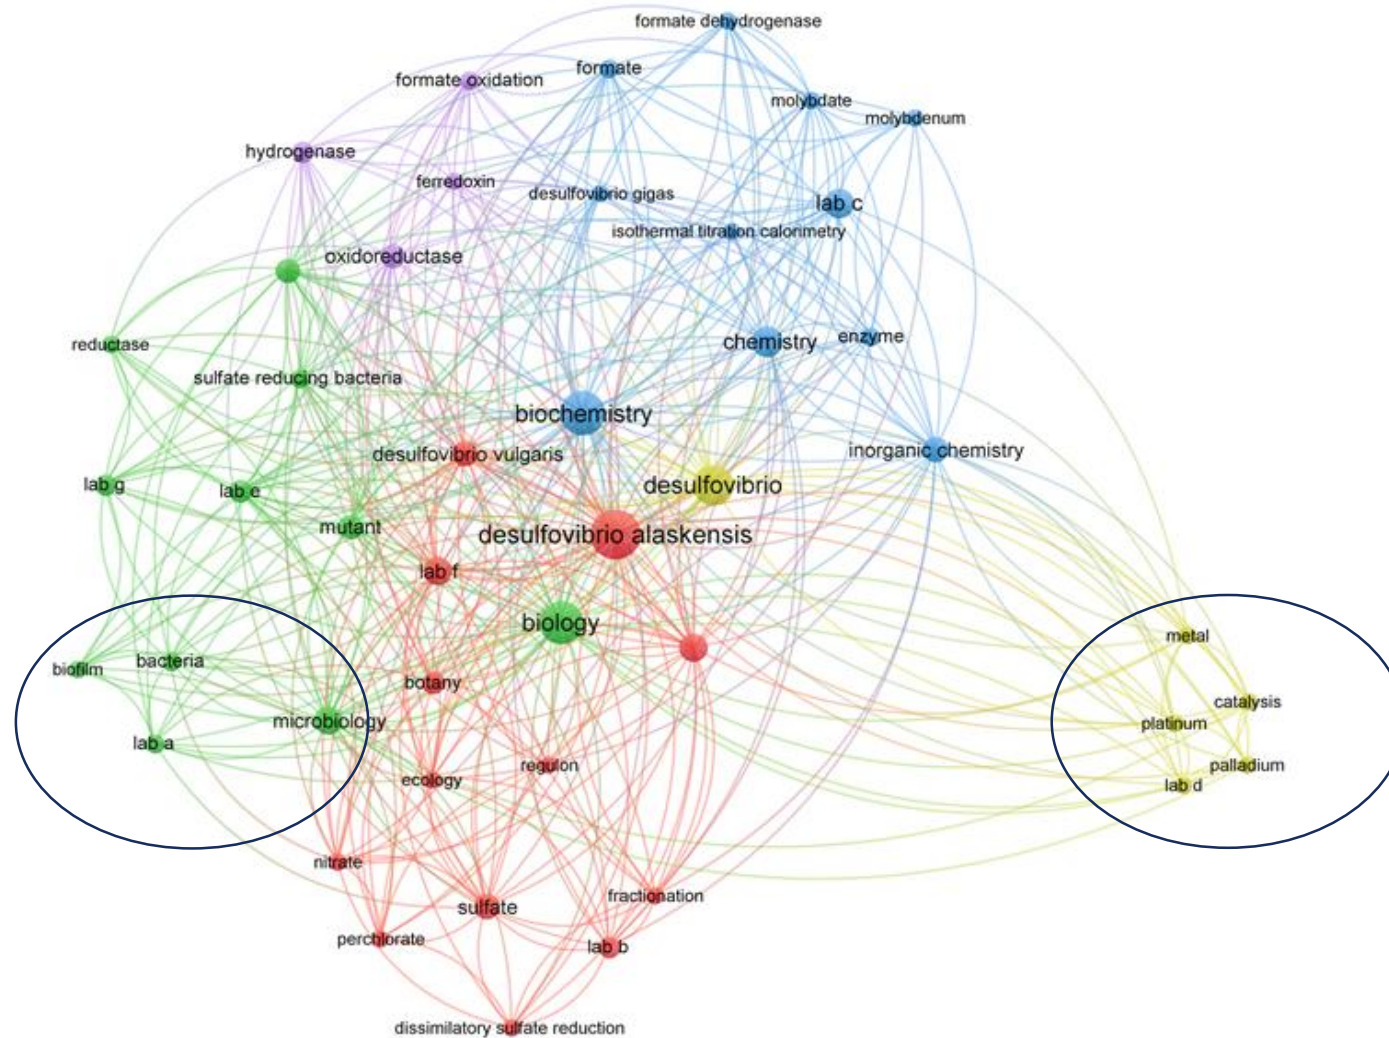 formate dehydrogenase
formate
formate oxidation
molybdate
molybdenum
hydrogenase
ferredoxin
desulfovibrio gigas
lab c
isothermal titration calorimetry
oxidoreductase
reductase
chemistry
enzyme
sulfate reducing bacteria
biochemistry
desulfovibrio vulgaris
inorganic chemistry
lab g
lab e
desulfovibrio
mutant
desulfovibrio alaskensis
lab f
biology
metal
biofilm
bacteria
botany
catalysis
microbiology
platinum
lab a
regulon
palladium
ecology
lab d
nitrate
fractionation
sulfate
perchlorate
lab b
dissimilatory sulfate reduction